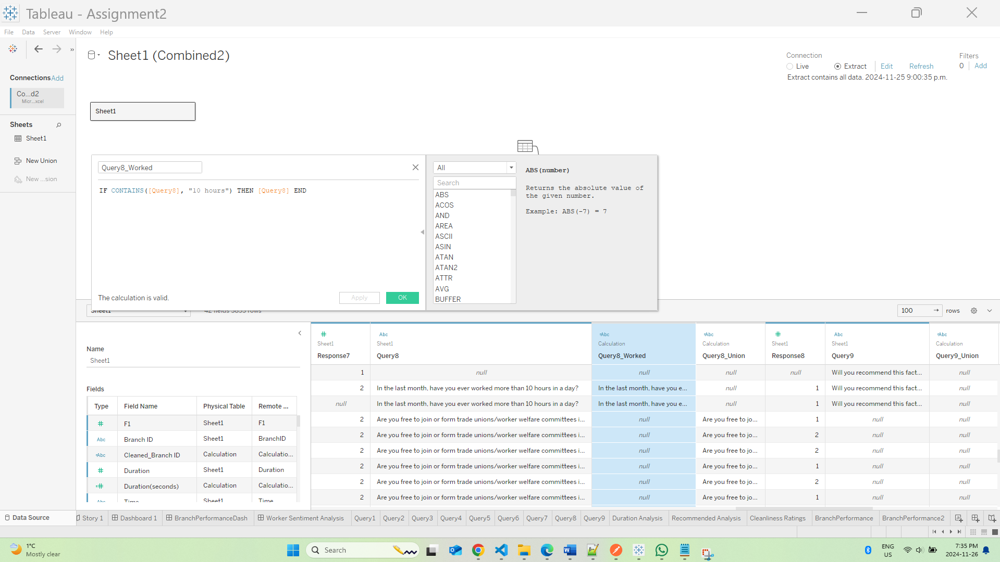 Tableau - Assignment2
File Data Server Window Help
»
Sheet1 (Combined2)
Connection
Live Extract Edit Refresh
Extract contains all data. 2024-11-25 9:00:35 p.m.
Filters
0 Add
Connections Add
Co...d2
Micr...xcel
Sheets
Sheet1
New Union
New ...sion
Sheet1
Query8_Worked
IF CONTAINS([Query8], "10 hours") THEN [Query8] END
The calculation is valid.
Apply OK
All
Search
ABS
ACOS
AND
AREA
ASCII
ASIN
ATAN
ATAN2
ATTR
AVG
BUFFER
ABS(number)
Returns the absolute value of
the given number.
Example: ABS(-7) = 7
Sheet1 42 fields 3855 rows
100 rows
Name
Sheet1
Fields
Type Field Name Physical Table Remote ...
# F1 Sheet1 F1
Abc Branch ID Sheet1 BranchID
=Abc Cleaned_Branch ID Calculation Calculatio...
# Duration Sheet1 Duration
=# Duration(seconds) Calculation Calculatio...
Abc Time Sheet1 Time
# Abc =Abc =Abc # Abc =Abc
Sheet1 Sheet1 Calculation Calculation Sheet1 Sheet1 Calculation
Response7 Query8 Query8_Worked Query8_Union Response8 Query9 Query9_Union
1 null null null null Will you recommend this fact... null
2 In the last month, have you ever worked more than 10 hours in a day? In the last month, have you e... null 1 Will you recommend this fact... null
null In the last month, have you ever worked more than 10 hours in a day? In the last month, have you e... null 1 Will you recommend this fact... null
2 Are you free to join or form trade unions/worker welfare committees i... null Are you free to jo... 1 null null
2 Are you free to join or form trade unions/worker welfare committees i... null Are you free to jo... 2 null null
2 Are you free to join or form trade unions/worker welfare committees i... null Are you free to jo... 2 null null
2 Are you free to join or form trade unions/worker welfare committees i... null Are you free to jo... 1 null null
2 Are you free to join or form trade unions/worker welfare committees i... null Are you free to jo... 2 null null
2 Are you free to join or form trade unions/worker welfare committees i... null Are you free to jo... 1 null null
Data Source Story 1 Dashboard 1 BranchPerformanceDash Worker Sentiment Analysis Query1 Query2 Query3 Query4 Query5 Query6 Query7 Query8 Query9 Duration Analysis Recommended Analysis Cleanliness Ratings BranchPerformance BranchPerformance2
1°C
Mostly clear
Search
ENG
US
7:35 PM
2024-11-26